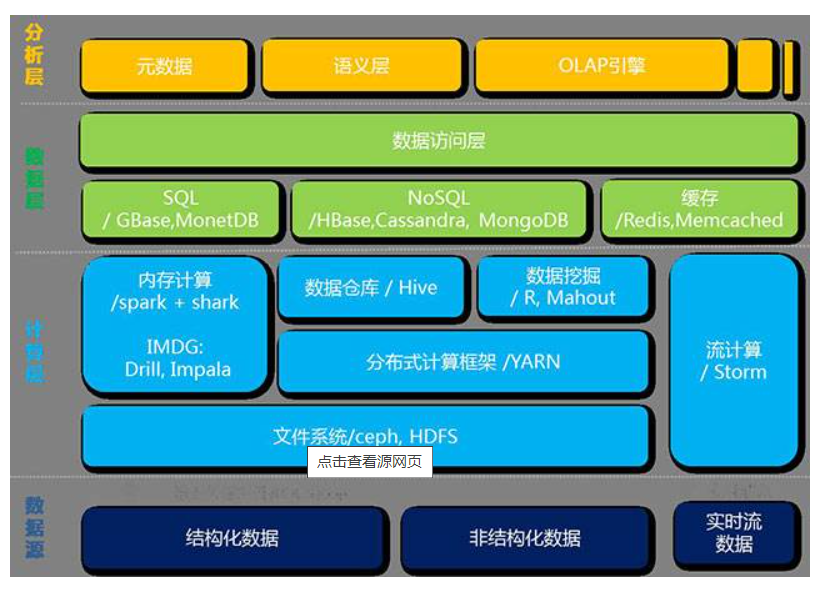 分析层
元数据
语义层
OLAP引擎
数据层
数据访问层
SQL
/ GBase,MonetDB
NoSQL
/HBase,Cassandra, MongoDB
缓存
/Redis,Memcached
计算层
内存计算
/spark + shark
IMDG:
Drill, Impala
数据仓库 / Hive
数据挖掘
/ R, Mahout
分布式计算框架 /YARN
流计算
/ Storm
文件系统/ceph, HDFS
点击查看源网页
数据源
结构化数据
非结构化数据
实时流
数据